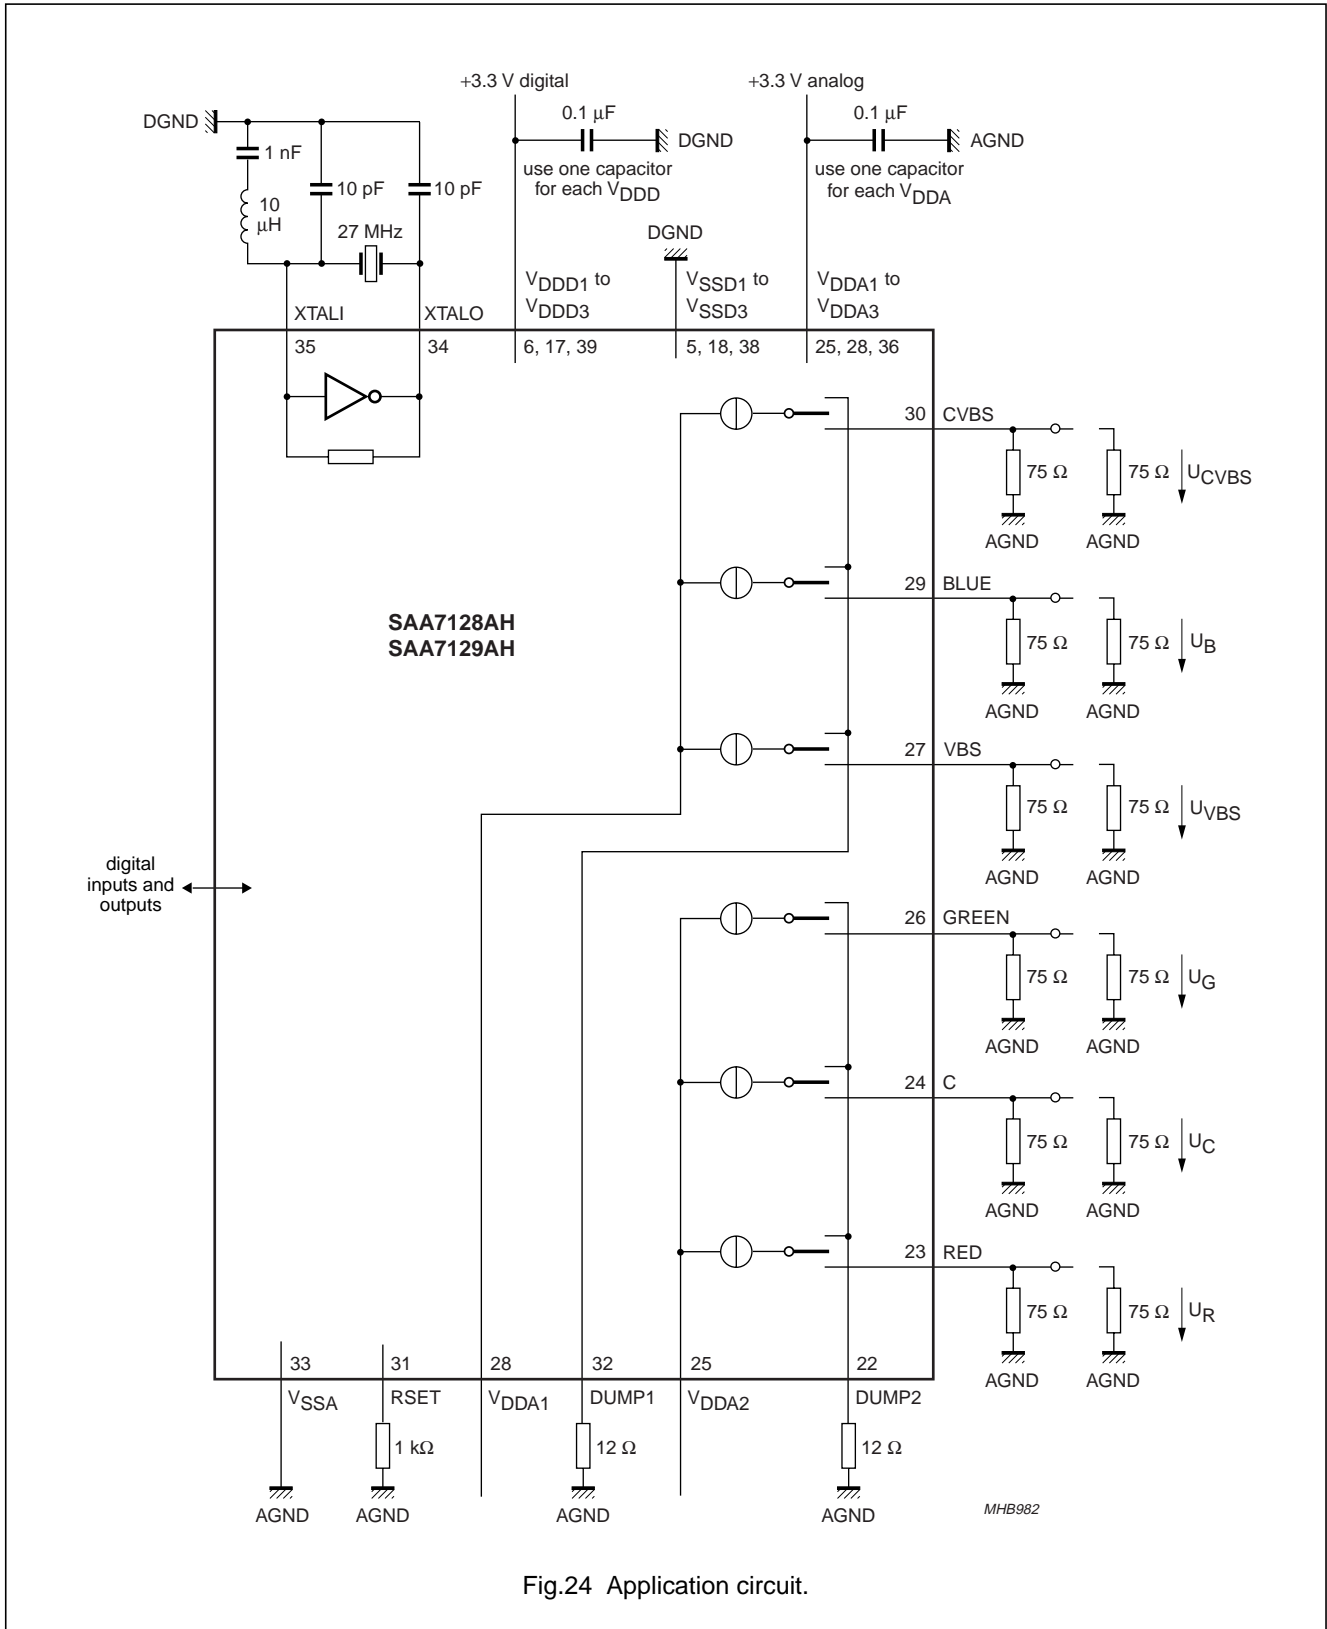 +3.3 V digital
+3.3 V analog
DGND
0.1 μF
DGND
0.1 μF
AGND
1 nF
10 pF
10 pF
use one capacitor
for each VDDD
use one capacitor
for each VDDA
10
μH
27 MHz
DGND
VDDD1 to
VDDD3
VSSD1 to
VSSD3
VDDA1 to
VDDA3
XTALI
XTALO
35
34
6, 17, 39
5, 18, 38
25, 28, 36
30
CVBS
75 Ω
75 Ω
UCVBS
AGND
AGND
29
BLUE
SAA7128AH
SAA7129AH
75 Ω
75 Ω
UB
AGND
AGND
27
VBS
75 Ω
75 Ω
UVBS
AGND
AGND
digital
inputs and
outputs
26
GREEN
75 Ω
75 Ω
UG
AGND
AGND
24
C
75 Ω
75 Ω
UC
AGND
AGND
23
RED
75 Ω
75 Ω
UR
AGND
AGND
33
31
28
32
25
22
VSSA
RSET
VDDA1
DUMP1
VDDA2
DUMP2
1 kΩ
12 Ω
12 Ω
AGND
AGND
AGND
AGND
MHB982
Fig.24 Application circuit.